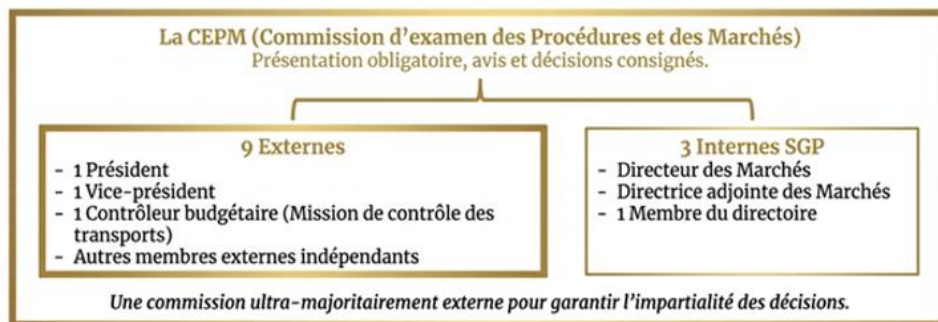 La CEPM (Commission d'examen des Procédures et des Marchés)
Présentation obligatoire, avis et décisions consignés.
9 Externes
- 1 Président
- 1 Vice-président
- 1 Contrôleur budgétaire (Mission de contrôle des
transports)
- Autres membres externes indépendants
3 Internes SGP
- Directeur des Marchés
- Directrice adjointe des Marchés
- 1 Membre du directoire
Une commission ultra-majoritairement externe pour garantir l'impartialité des décisions.